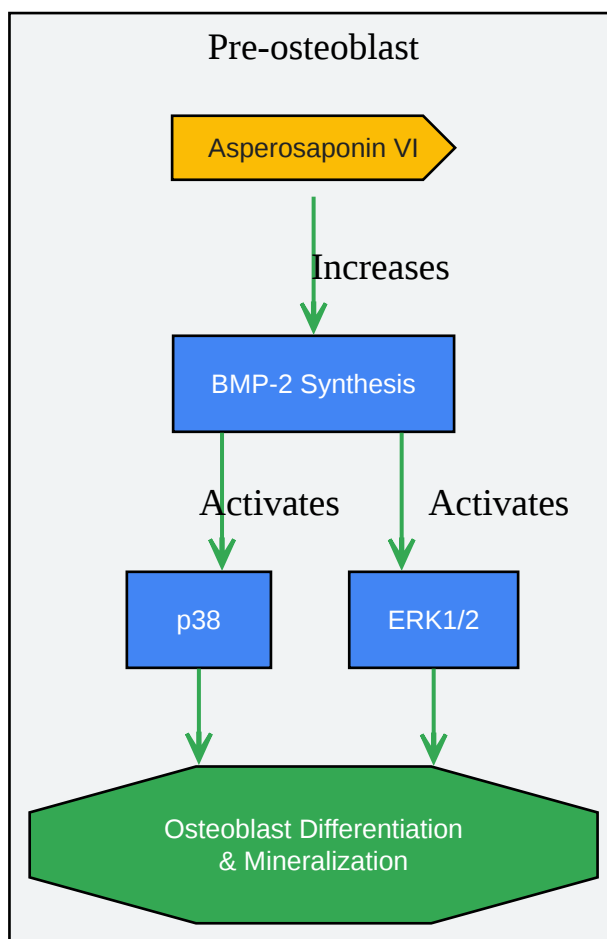 Pre-osteoblast
Asperosaponin VI
Increases
BMP-2 Synthesis
Activates
Activates
p38
ERK1/2
Osteoblast Differentiation
& Mineralization